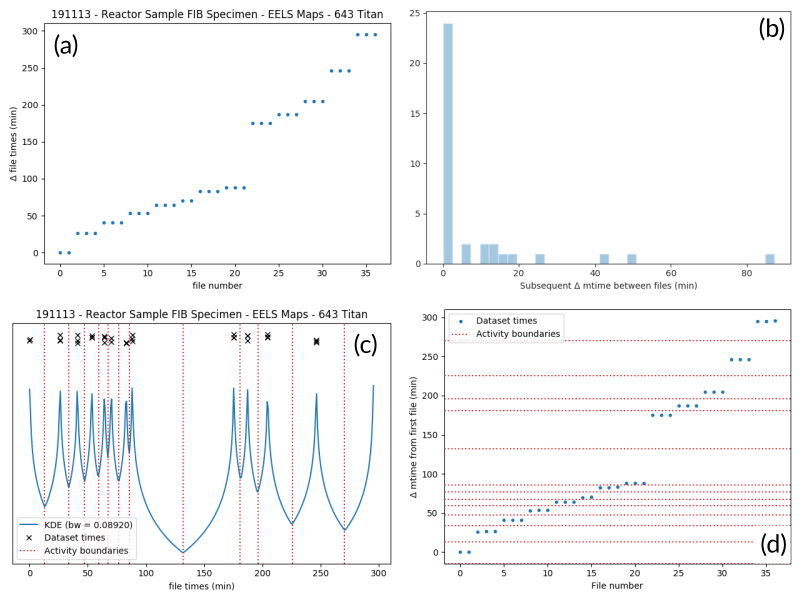 191113 - Reactor Sample FIB Specimen - EELS Maps - 643 Titan
(a)
300
250
200
150
100
50
0
Δ file times (min)
0 5 10 15 20 25 30 35
file number
(b)
25
20
15
10
5
0
0 20 40 60 80
Subsequent Δ mtime between files (min)
191113 - Reactor Sample FIB Specimen - EELS Maps - 643 Titan
(c)
KDE (bw = 0.08920)
Dataset times
Activity boundaries
0 50 100 150 200 250 300
file times (min)
Dataset times
Activity boundaries
300
250
200
150
100
50
0
Δ mtime from first file (min)
(d)
0 5 10 15 20 25 30 35
File number